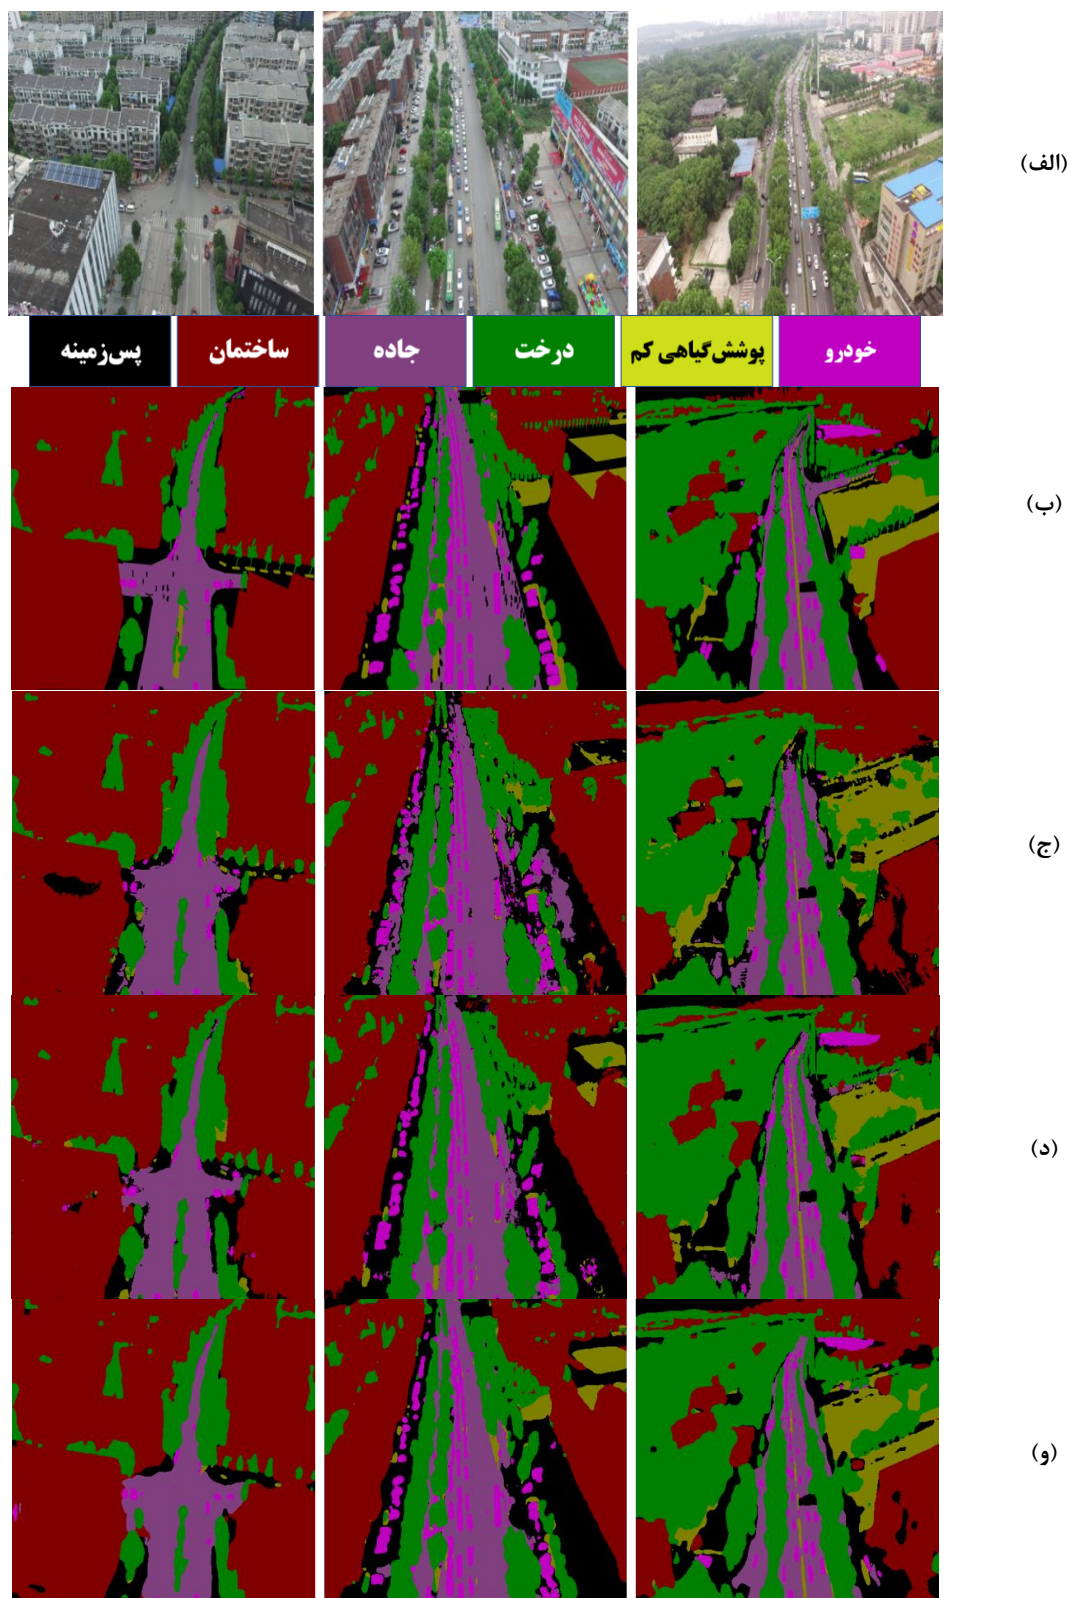 (الف)
پس‌زمینه ساختمان جاده درخت پوشش‌گیاهی کم خودرو
(ب)
(ج)
(د)
(و)